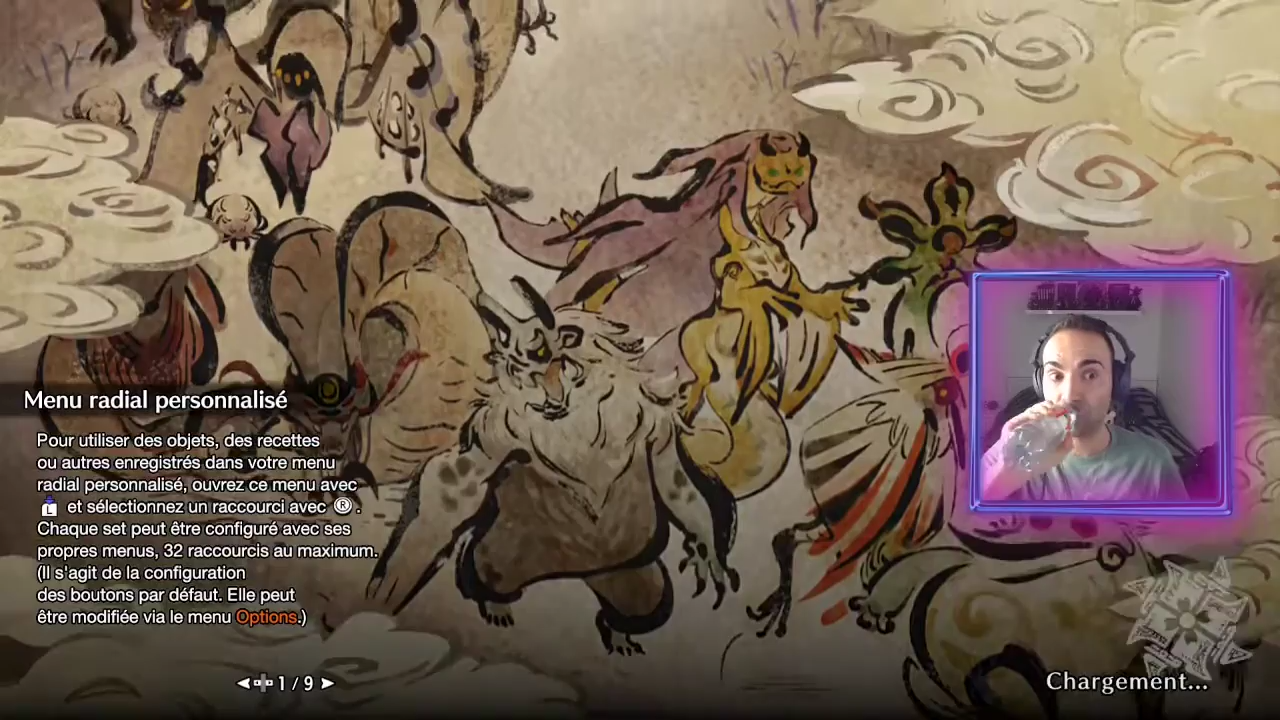 Menu radial personnalisé
Pour utiliser des objets, des recettes
ou autres enregistrés dans votre menu
radial personnalisé, ouvrez ce menu avec
L et sélectionnez un raccourci avec R.
Chaque set peut être configuré avec ses
propres menus, 32 raccourcis au maximum.
(Il s'agit de la configuration
des boutons par défaut. Elle peut
être modifiée via le menu Options.)
1 / 9
Chargement...